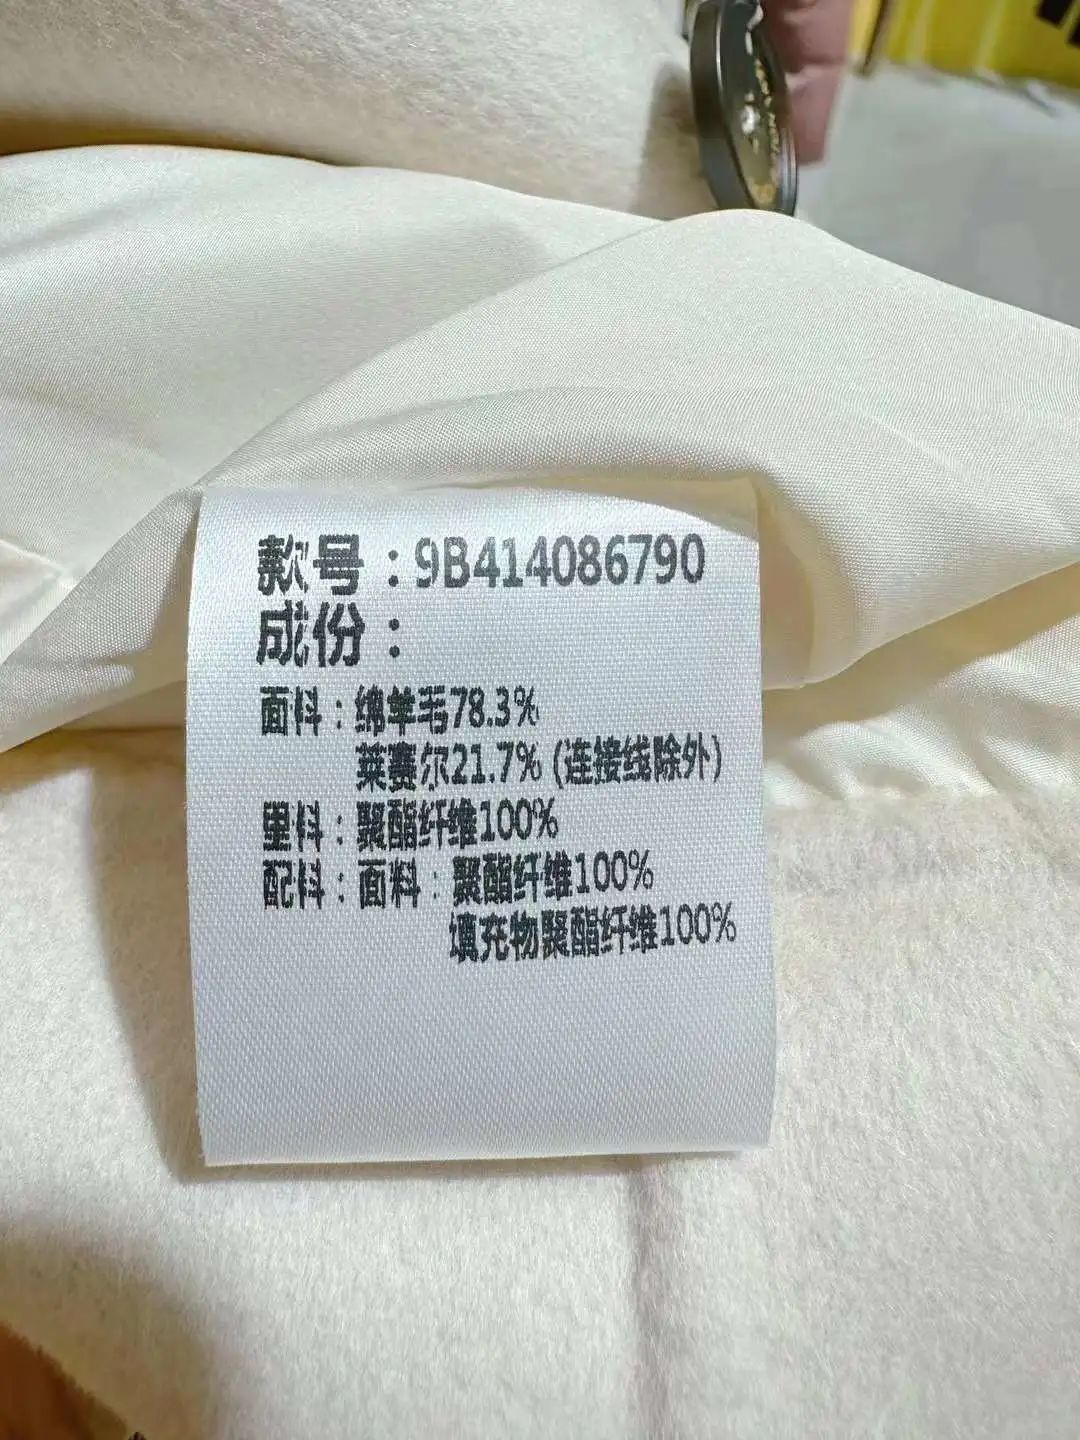 款号：9B414086790
成份：
面料：绵羊毛78.3%
莱赛尔21.7% (连接线除外)
里料：聚酯纤维100%
配料：面料：聚酯纤维100%
填充物聚酯纤维100%